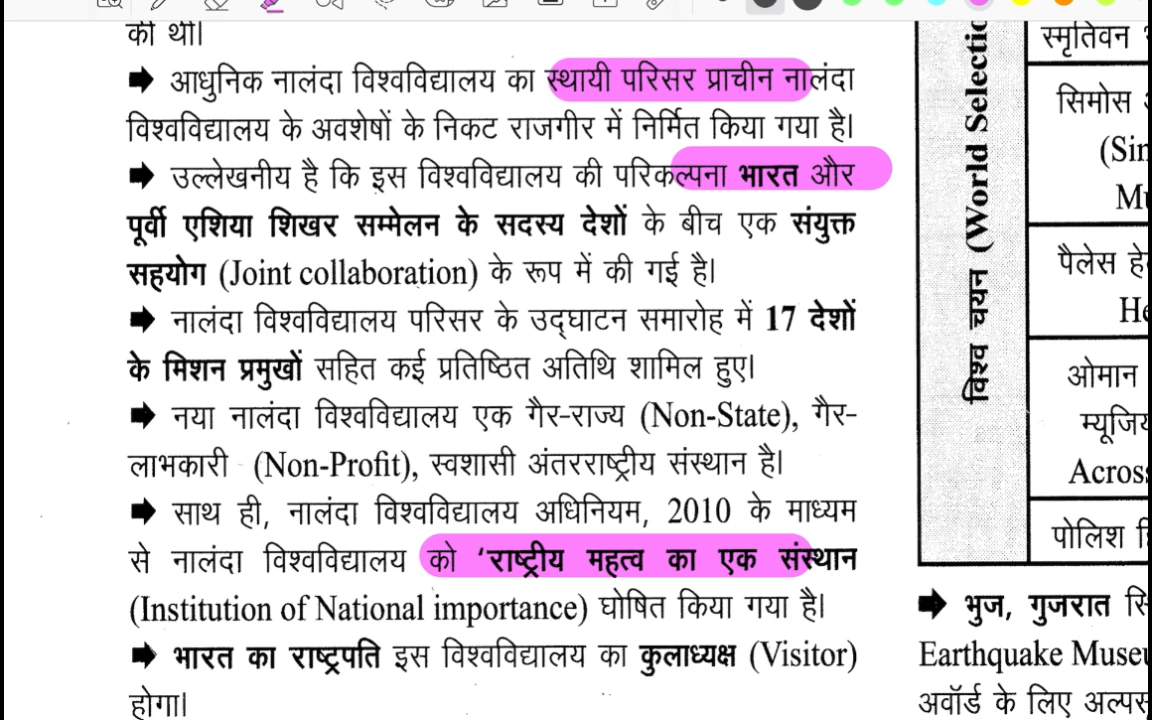 की थी।
➡ आधुनिक नालंदा विश्वविद्यालय का स्थायी परिसर प्राचीन नालंदा
विश्वविद्यालय के अवशेषों के निकट राजगीर में निर्मित किया गया है।
➡ उल्लेखनीय है कि इस विश्वविद्यालय की परिकल्पना भारत और
पूर्वी एशिया शिखर सम्मेलन के सदस्य देशों के बीच एक संयुक्त
सहयोग (Joint collaboration) के रूप में की गई है।
➡ नालंदा विश्वविद्यालय परिसर के उद्घाटन समारोह में 17 देशों
के मिशन प्रमुखों सहित कई प्रतिष्ठित अतिथि शामिल हुए।
➡ नया नालंदा विश्वविद्यालय एक गैर-राज्य (Non-State), गैर-
लाभकारी (Non-Profit), स्वशासी अंतरराष्ट्रीय संस्थान है।
➡ साथ ही, नालंदा विश्वविद्यालय अधिनियम, 2010 के माध्यम
से नालंदा विश्वविद्यालय को ‘राष्ट्रीय महत्व का एक संस्थान
(Institution of National importance) घोषित किया गया है।
➡ भारत का राष्ट्रपति इस विश्वविद्यालय का कुलाध्यक्ष (Visitor)
होगा।
विश्व चयन (World
स्मृतिवन
सिमोस
पैलेस
ओमान
Across
पोलिश
➡ भुज, गुजरात
Earthquake
अवॉर्ड के लिए